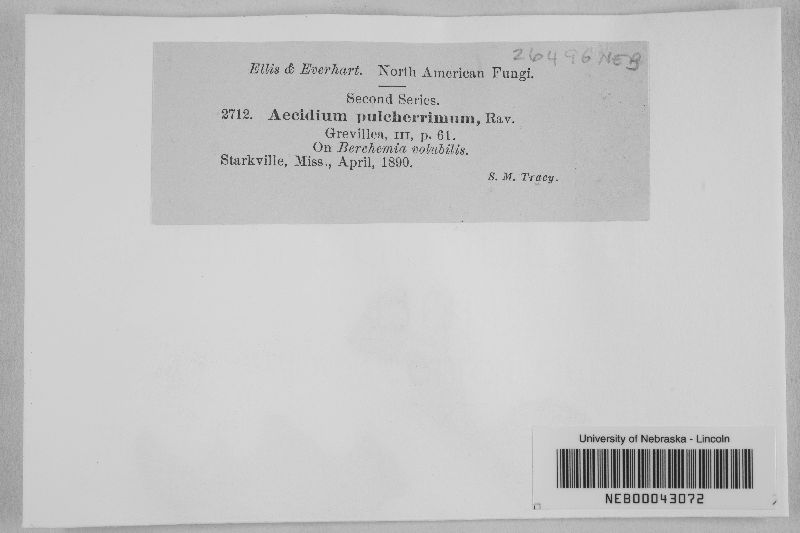 26496 NEB
Ellis & Everhart. North American Fungi.
Second Series.
2712. Aecidium pulcherrimum, Rav.
Grevillea, III, p. 61.
On Berchemia volubilis.
Starkville, Miss., April, 1890.
S. M. Tracy.
University of Nebraska - Lincoln
NEB00043072